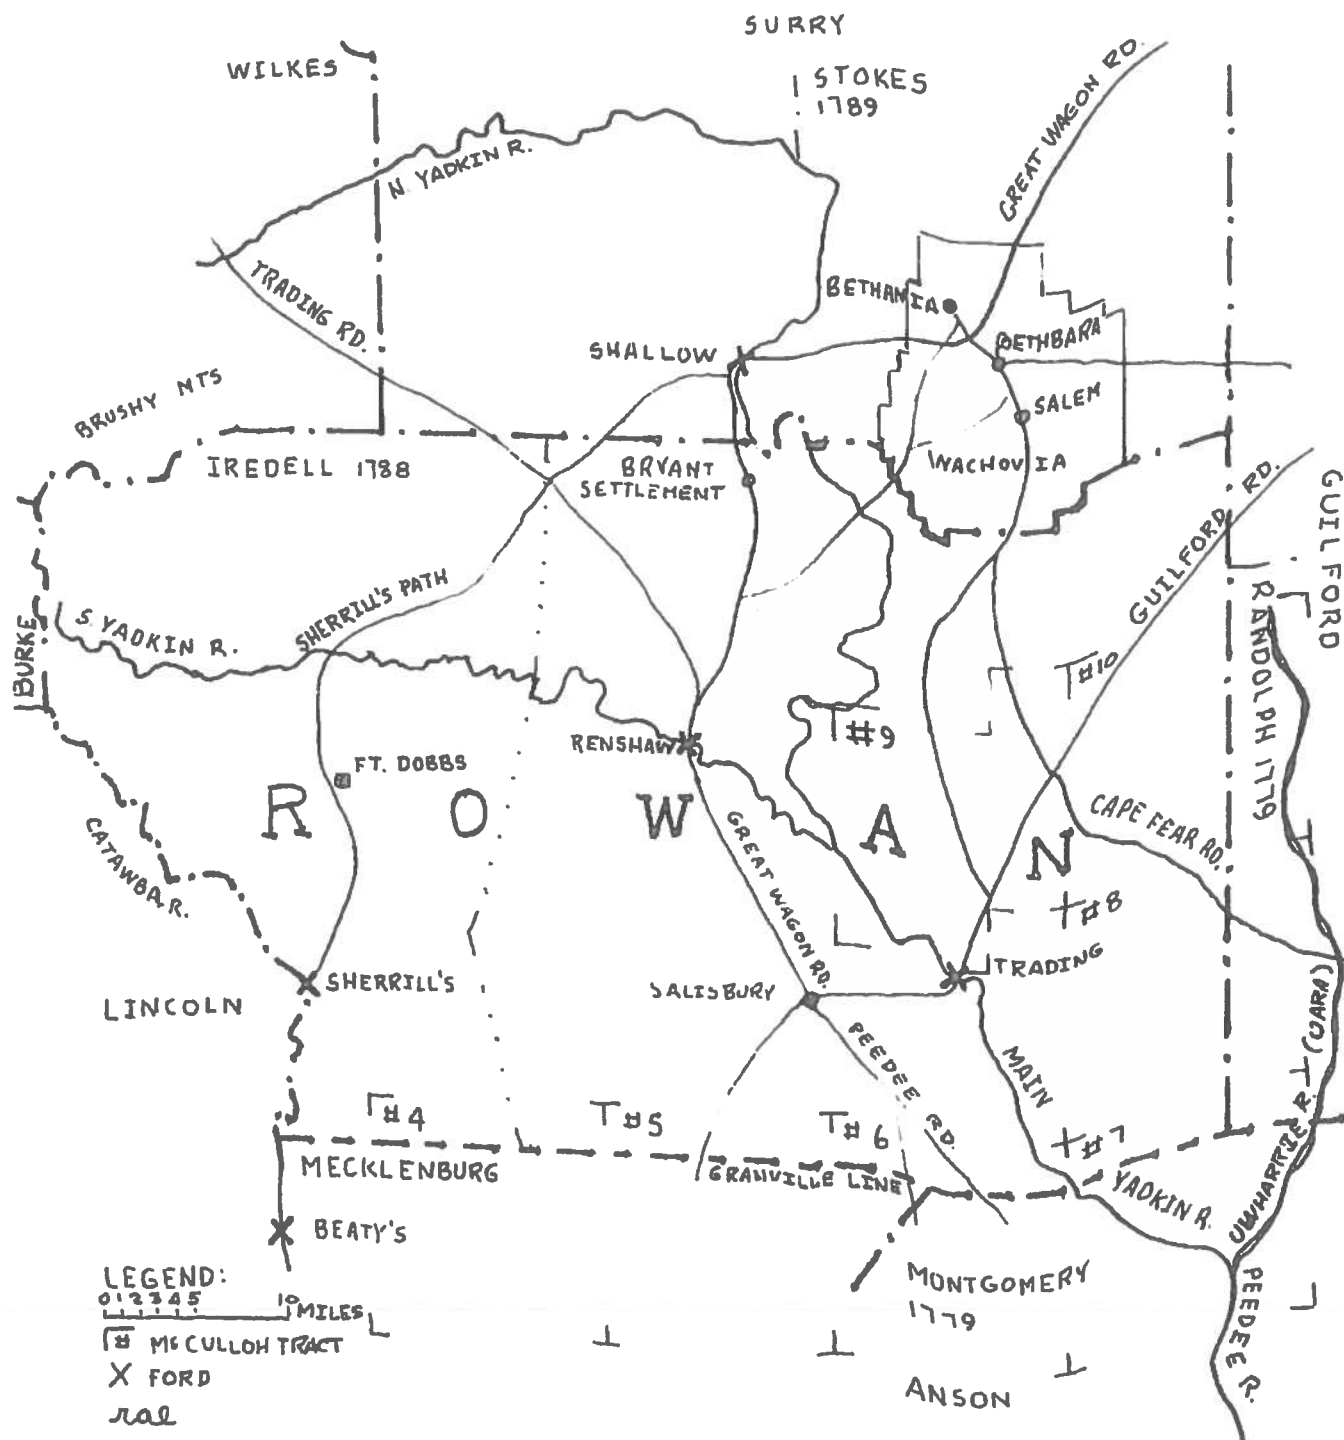 SURRY
WILKES
STOKES
1789
GREAT WAGON RD.
N. YADKIN R.
TRADING RD.
BETHANIA
BETHBARA
SHALLOW
SALEM
BRUSHY MTS
IREDELL 1788
BRYANT
SETTLEMENT
WACHOVIA
GUILFORD RD.
GUILFORD
SHERRILL'S PATH
S. YADKIN R.
BURKE
RANDOLPH 1779
T#10
T#9
RENSHAW
FT. DOBBS
R O W A N
CATAWBA R.
GREAT WAGON RD.
CAPE FEAR RD.
T#8
TRADING
SHERRILL'S
LINCOLN
SALISBURY
PEEDEE RD.
MAIN
(UARA)
T#4
T#5
T#6
T#7
MECKLENBURG
GRANVILLE LINE
YADKIN R.
UWHARRIE R.
BEATY'S
LEGEND:
0 1 2 3 4 5 10 MILES
T# McCULLOH TRACT
X FORD
rae
MONTGOMERY
1779
PEEDEE R.
ANSON